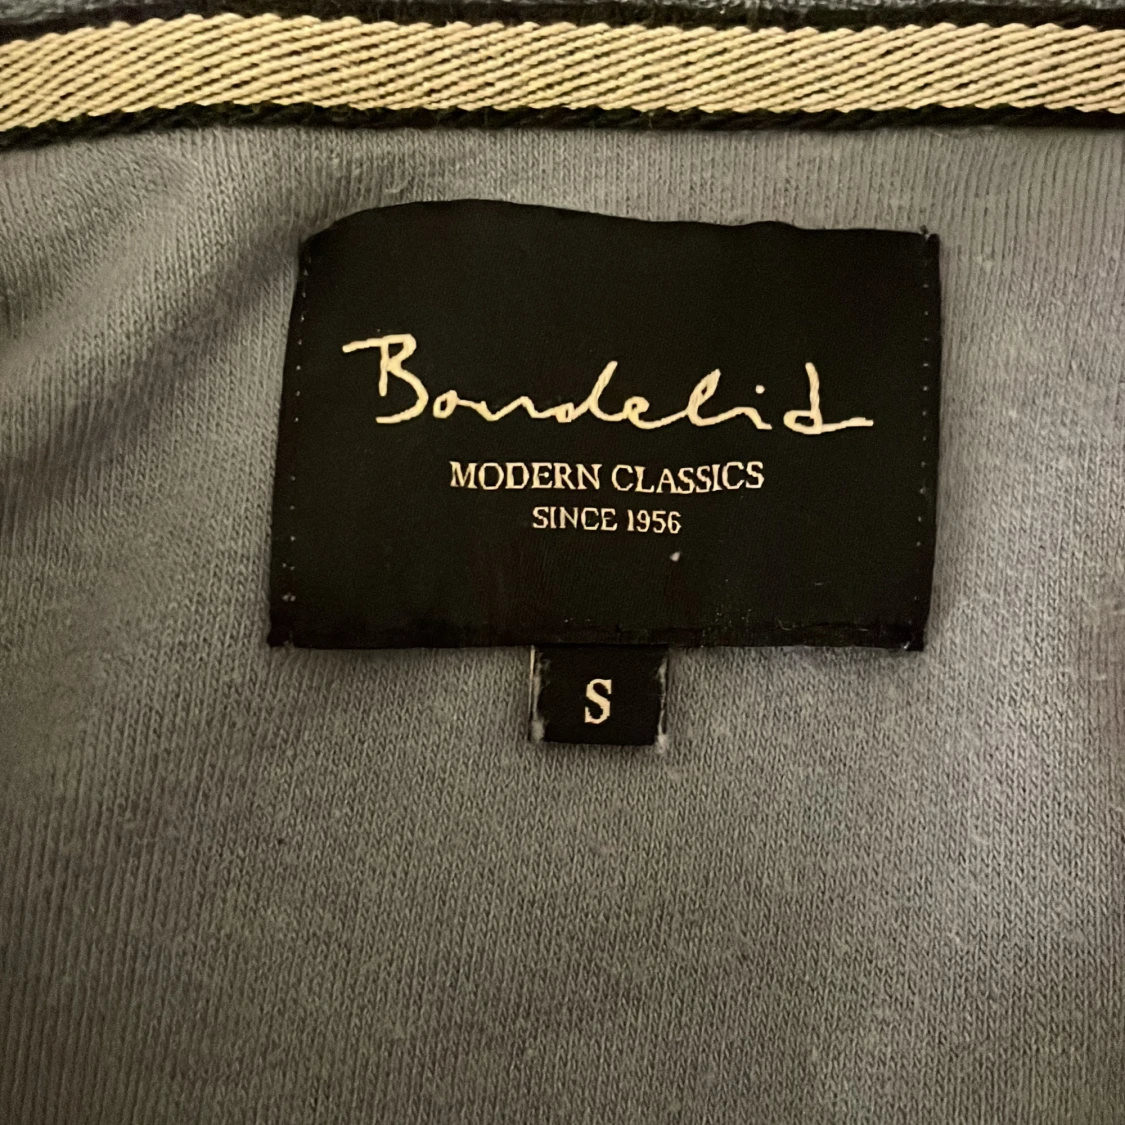 Bondelid
MODERN CLASSICS
SINCE 1956
S